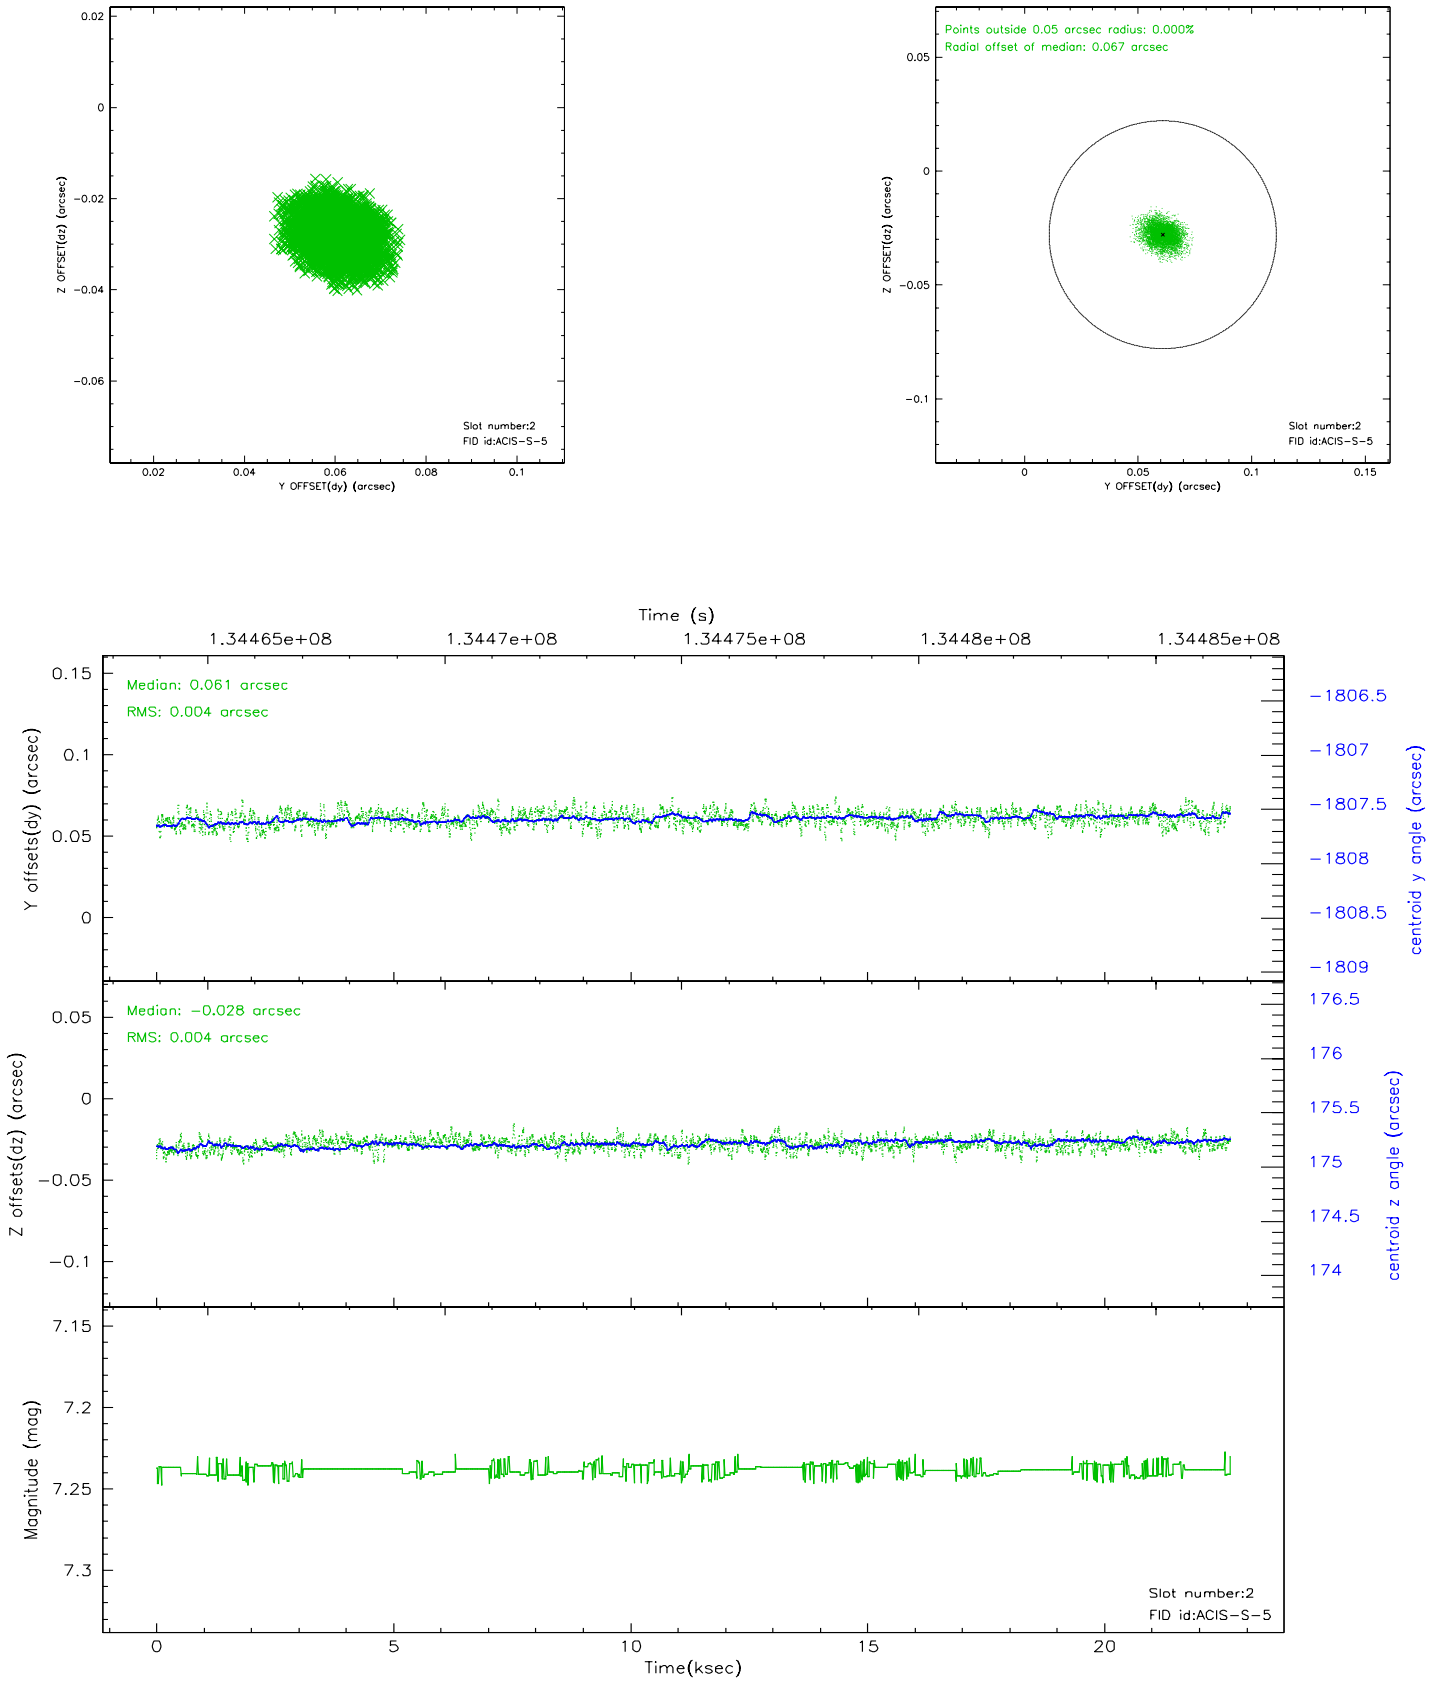 0.02
0
-0.02
-0.04
-0.06
Z OFFSET(dz) (arcsec)
Slot number:2
FID id:ACIS-S-5
0.02 0.04 0.06 0.08 0.1
Y OFFSET(dy) (arcsec)
Points outside 0.05 arcsec radius: 0.000%
Radial offset of median: 0.067 arcsec
0.05
0
-0.05
-0.1
Z OFFSET(dz) (arcsec)
Slot number:2
FID id:ACIS-S-5
0 0.05 0.1 0.15
Y OFFSET(dy) (arcsec)
Time (s)
1.34465e+08 1.3447e+08 1.34475e+08 1.3448e+08 1.34485e+08
Median: 0.061 arcsec
RMS: 0.004 arcsec
0.15
0.1
0.05
0
Y offsets(dy) (arcsec)
-1806.5
-1807
-1807.5
-1808
-1808.5
-1809
centroid y angle (arcsec)
Median: -0.028 arcsec
RMS: 0.004 arcsec
0.05
0
-0.05
-0.1
Z offsets(dz) (arcsec)
176.5
176
175.5
175
174.5
174
centroid z angle (arcsec)
7.15
7.2
7.25
7.3
Magnitude (mag)
Slot number:2
FID id:ACIS-S-5
0 5 10 15 20
Time(ksec)